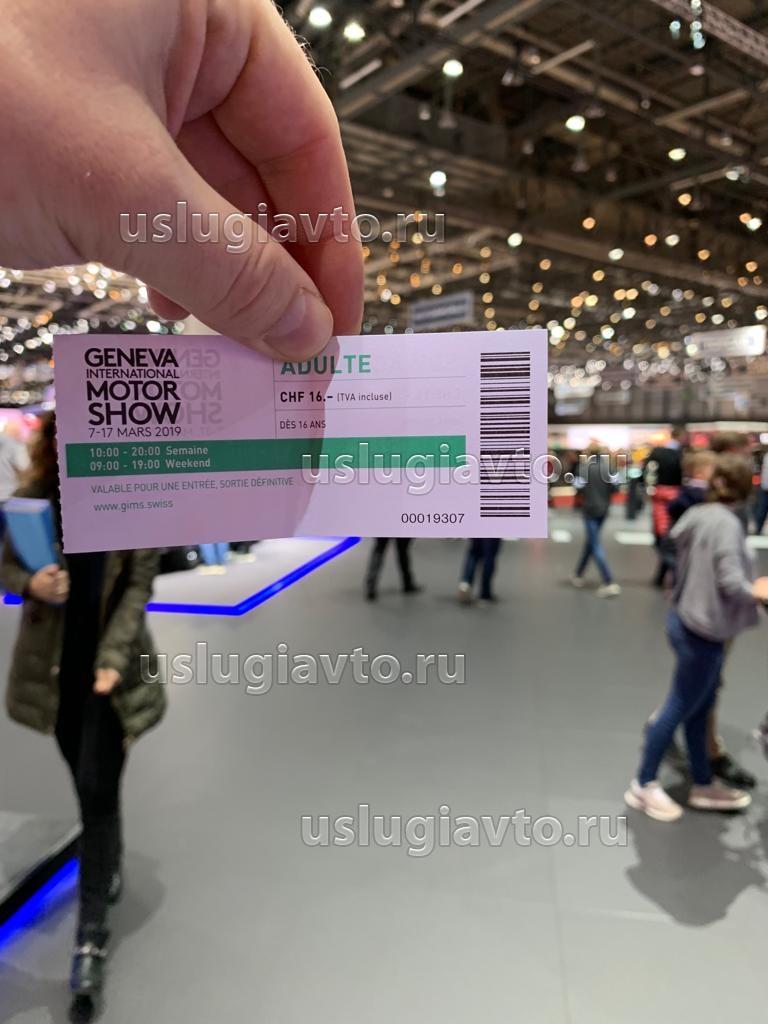 uslugiavto.ru
GENEVA
INTERNATIONAL
MOTOR
SHOW
7-17 MARS 2019
ADULTE
CHF 16.- (TVA incluse)
DÈS 16 ANS
10:00 - 20:00 Semaine
09:00 - 19:00 Weekend
uslugiavto.ru
VALABLE POUR UNE ENTRÉE, SORTIE DÉFINITIVE
www.gims.swiss
00019307
uslugiavto.ru
uslugiavto.ru